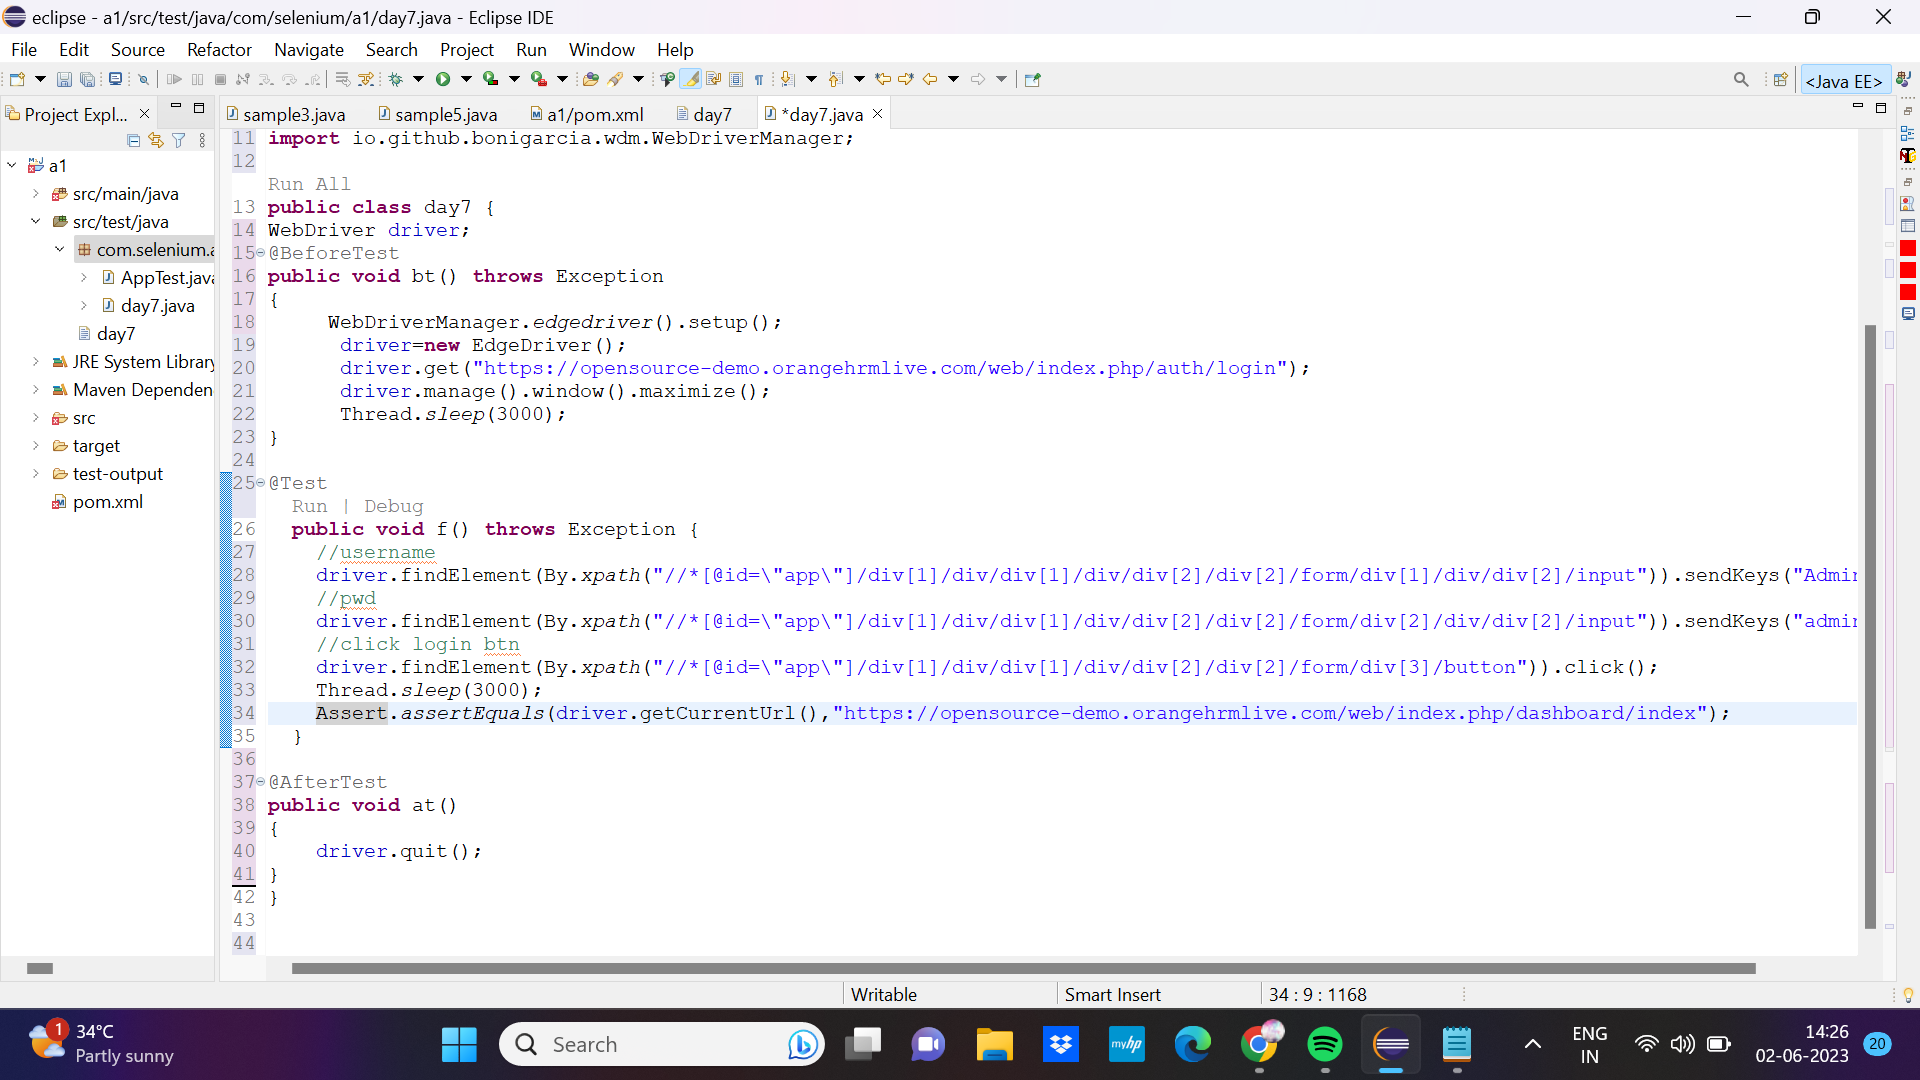 eclipse - a1/src/test/java/com/selenium/a1/day7.java - Eclipse IDE
File Edit Source Refactor Navigate Search Project Run Window Help
<Java EE>
Project Expl...
sample3.java sample5.java a1/pom.xml day7 *day7.java
a1
src/main/java
src/test/java
com.selenium.a
AppTest.java
day7.java
day7
JRE System Library
Maven Dependen
src
target
test-output
pom.xml
11 import io.github.bonigarcia.wdm.WebDriverManager;
12
Run All
13 public class day7 {
14 WebDriver driver;
15 @BeforeTest
16 public void bt() throws Exception
17 {
18 WebDriverManager.edgedriver().setup();
19 driver=new EdgeDriver();
20 driver.get("https://opensource-demo.orangehrmlive.com/web/index.php/auth/login");
21 driver.manage().window().maximize();
22 Thread.sleep(3000);
23 }
24
25 @Test
Run | Debug
26 public void f() throws Exception {
27 //username
28 driver.findElement(By.xpath("//*[@id=\"app\"]/div[1]/div/div[1]/div/div[2]/div[2]/form/div[1]/div/div[2]/input")).sendKeys("Admin
29 //pwd
30 driver.findElement(By.xpath("//*[@id=\"app\"]/div[1]/div/div[1]/div/div[2]/div[2]/form/div[2]/div/div[2]/input")).sendKeys("admin
31 //click login btn
32 driver.findElement(By.xpath("//*[@id=\"app\"]/div[1]/div/div[1]/div/div[2]/div[2]/form/div[3]/button")).click();
33 Thread.sleep(3000);
34 Assert.assertEquals(driver.getCurrentUrl(),"https://opensource-demo.orangehrmlive.com/web/index.php/dashboard/index");
35 }
36
37 @AfterTest
38 public void at()
39 {
40 driver.quit();
41 }
42 }
43
44
Writable Smart Insert 34 : 9 : 1168
1
34°C
Partly sunny
Search
myhp
ENG
IN
14:26
02-06-2023
20